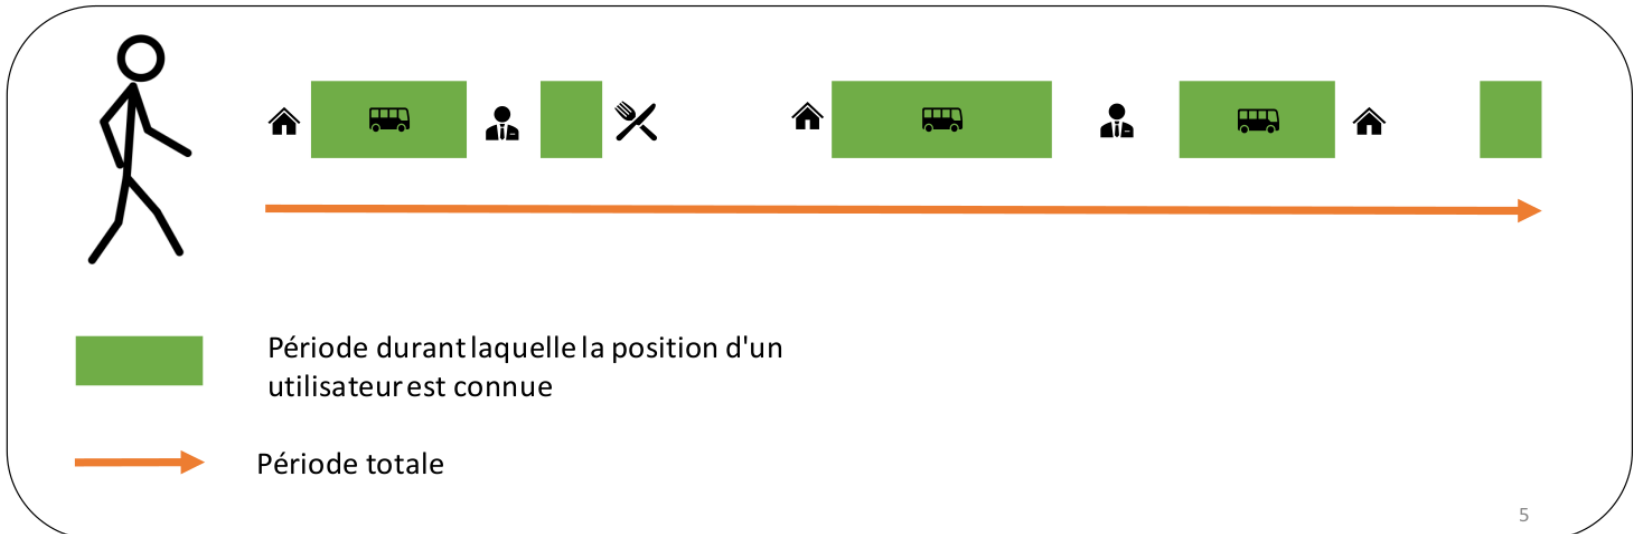 Période durant laquelle la position d'un
utilisateur est connue
Période totale
5